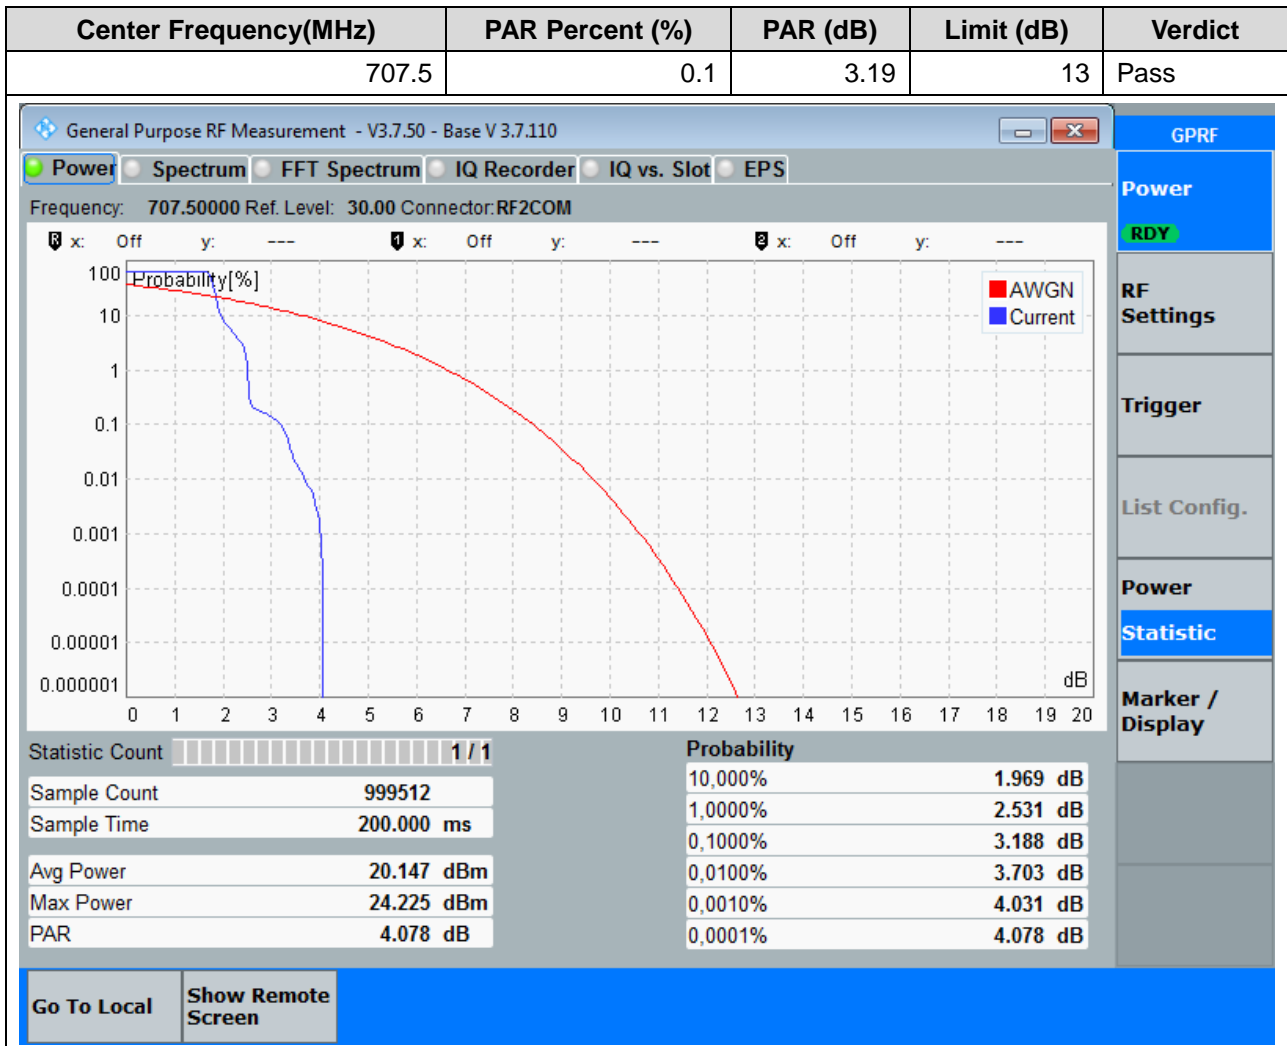 Center Frequency(MHz) PAR Percent (%) PAR (dB) Limit (dB) Verdict
707.5 0.1 3.19 13 Pass
General Purpose RF Measurement - V3.7.50 - Base V 3.7.110
GPRF
Power Spectrum FFT Spectrum IQ Recorder IQ vs. Slot EPS
Frequency: 707.50000 Ref. Level: 30.00 Connector: RF2COM
R x: Off y: --- 1 x: Off y: --- 2 x: Off y: ---
Probability[%]
AWGN
Current
100
10
1
0.1
0.01
0.001
0.0001
0.00001
0.000001
dB
0 1 2 3 4 5 6 7 8 9 10 11 12 13 14 15 16 17 18 19 20
Statistic Count 1 / 1
Sample Count 999512
Sample Time 200.000 ms
Avg Power 20.147 dBm
Max Power 24.225 dBm
PAR 4.078 dB
Probability
10,000% 1.969 dB
1,0000% 2.531 dB
0,1000% 3.188 dB
0,0100% 3.703 dB
0,0010% 4.031 dB
0,0001% 4.078 dB
Power
RDY
RF
Settings
Trigger
List Config.
Power
Statistic
Marker /
Display
Go To Local
Show Remote
Screen